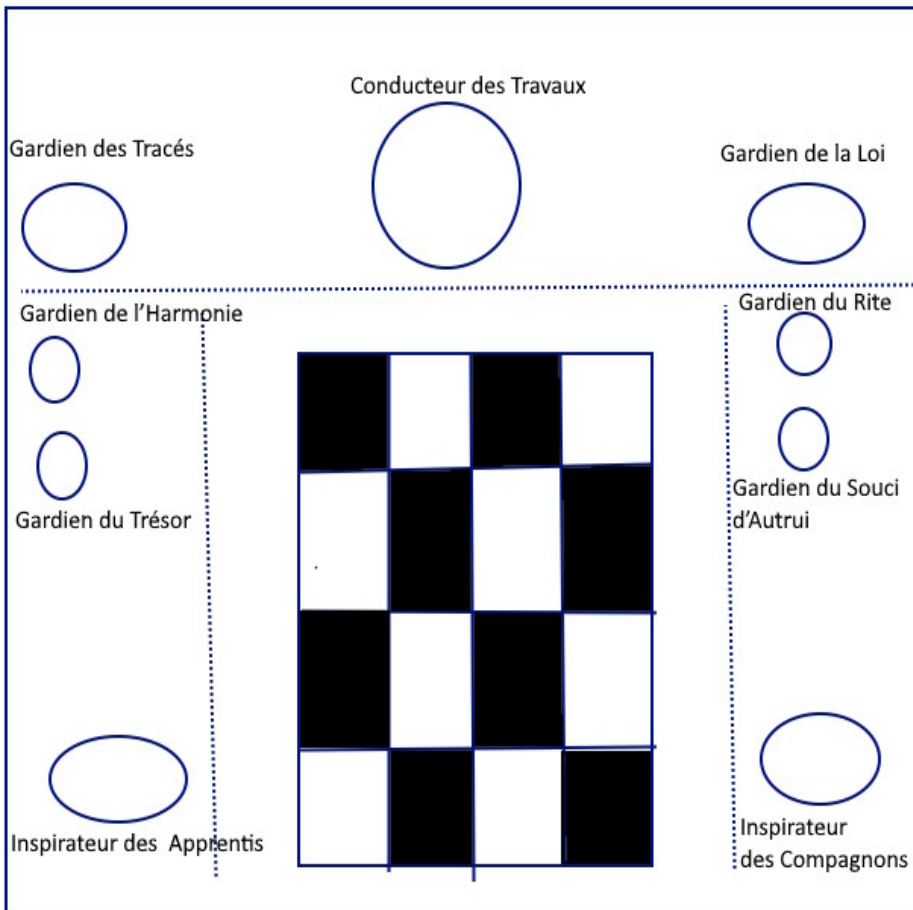 Conducteur des Travaux
Gardien des Tracés
Gardien de la Loi
Gardien de l’Harmonie
Gardien du Rite
Gardien du Trésor
Gardien du Souci
d’Autrui
Inspirateur des Apprentis
Inspirateur
des Compagnons